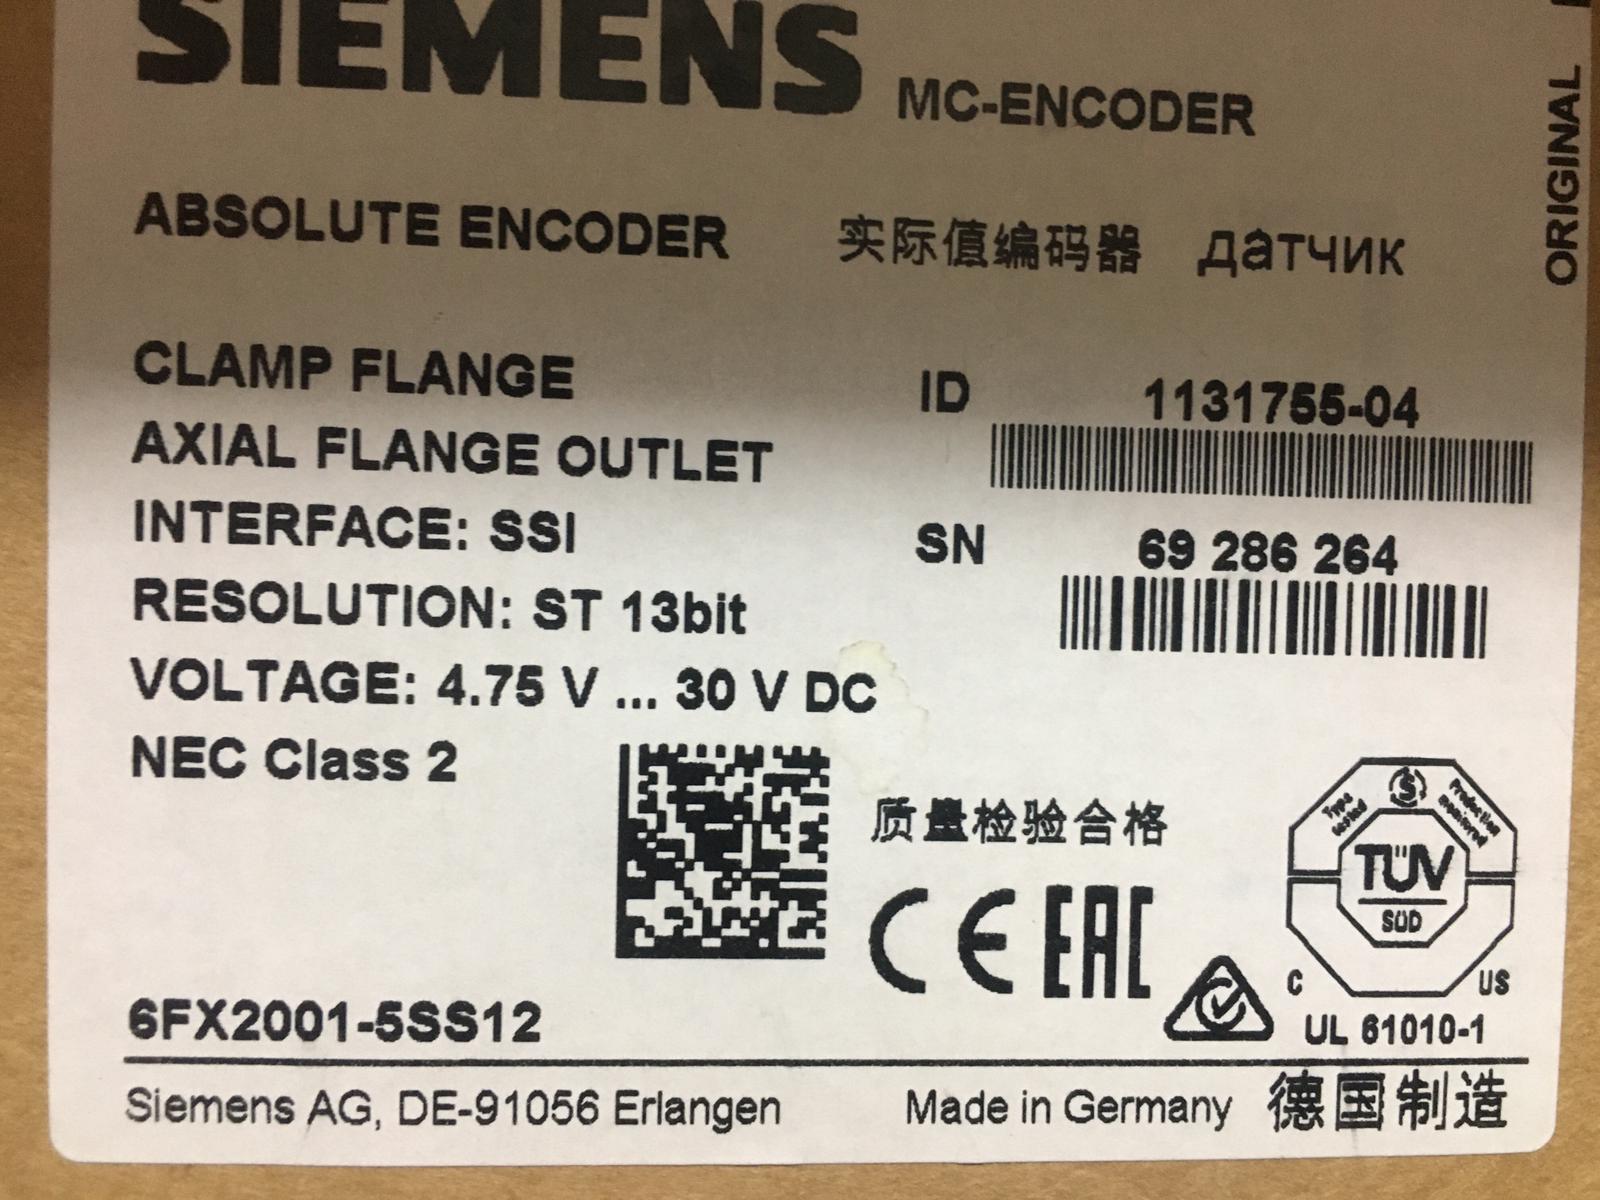 SIEMENS MC-ENCODER
ORIGINAL
ABSOLUTE ENCODER 实际值编码器 Датчик
CLAMP FLANGE
AXIAL FLANGE OUTLET
INTERFACE: SSI
RESOLUTION: ST 13bit
VOLTAGE: 4.75 V ... 30 V DC
NEC Class 2
ID 1131755-04
SN 69 286 264
质量检验合格
CE EAC
Type tested
S
Production monitored
TÜV
SÜD
C US
UL 61010-1
6FX2001-5SS12
Siemens AG, DE-91056 Erlangen Made in Germany 德国制造